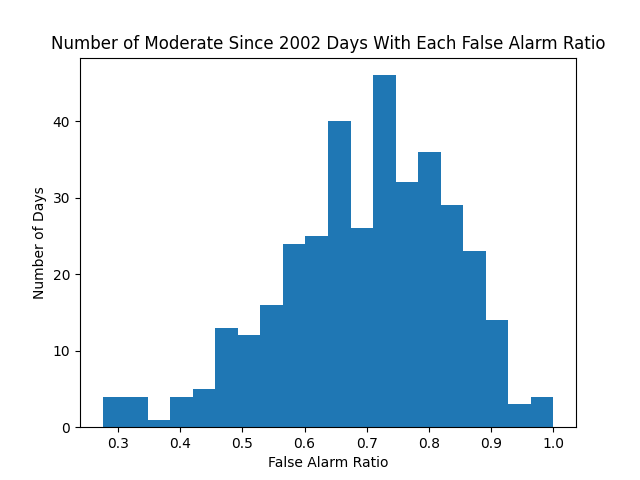 Number of Moderate Since 2002 Days With Each False Alarm Ratio
Number of Days
40
30
20
10
0
0.3 0.4 0.5 0.6 0.7 0.8 0.9 1.0
False Alarm Ratio